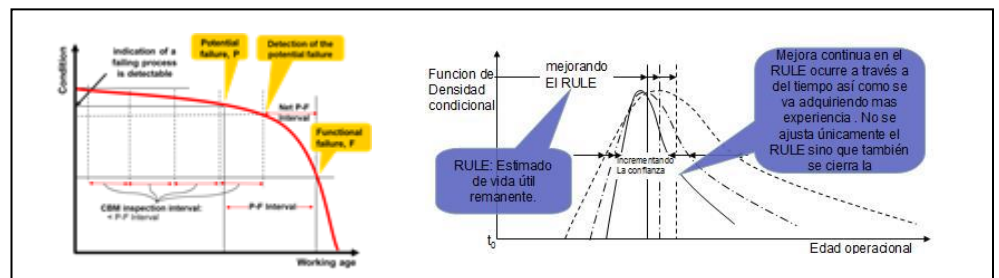 Condition
indication of a
failing process
is detectable
Potential
failure, P
Detection of the
potential failure
Net P-F
Interval
Functional
failure, F
CBM inspection interval:
< P-F Interval
P-F Interval
Working age
Funcion de
Densidad
condicional
mejorando
El RULE
RULE: Estimado
de vida útil
remanente.
Incrementando
La confianza
Mejora continua en el
RULE ocurre a través a
del tiempo así como se
va adquiriendo mas
experiencia . No se
ajusta únicamente el
RULE sino que también
se cierra la
t0
Edad operacional